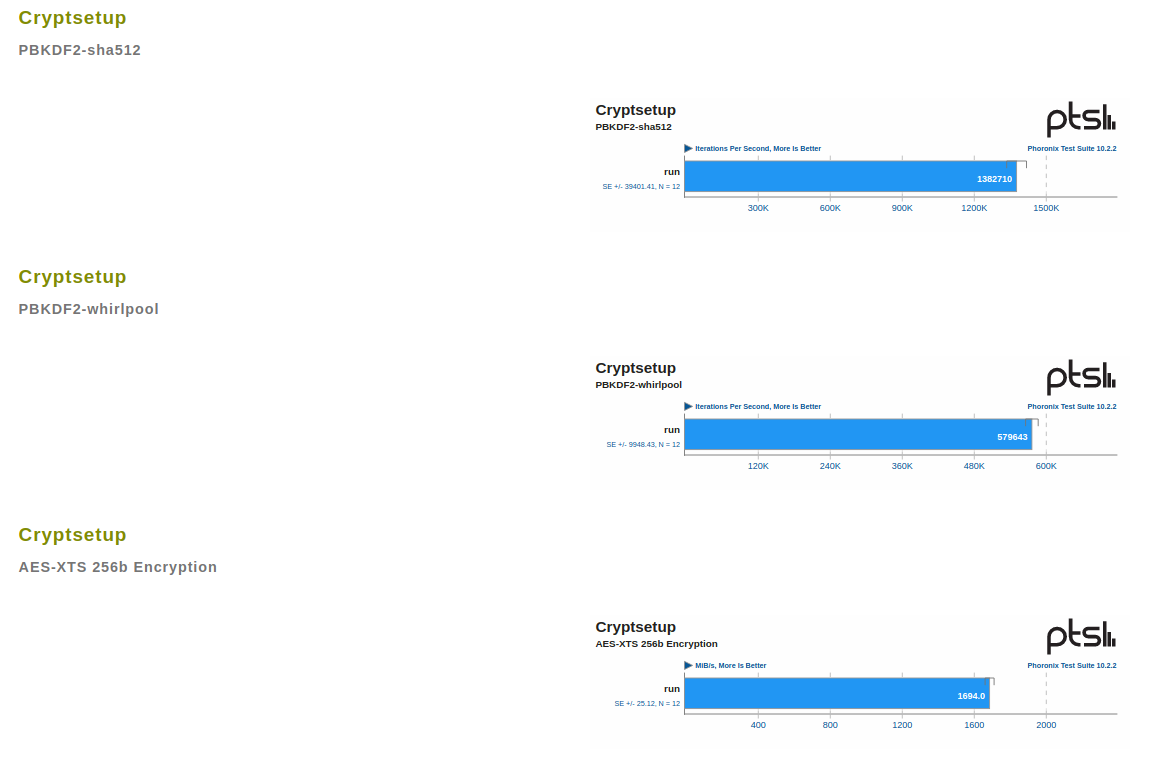 Cryptsetup
PBKDF2-sha512
Cryptsetup
PBKDF2-sha512
ptsl
Iterations Per Second, More Is Better
Phoronix Test Suite 10.2.2
run
SE +/- 39401.41, N = 12
1382710
300K 600K 900K 1200K 1500K
Cryptsetup
PBKDF2-whirlpool
Cryptsetup
PBKDF2-whirlpool
ptsl
Iterations Per Second, More Is Better
Phoronix Test Suite 10.2.2
run
SE +/- 9948.43, N = 12
579643
120K 240K 360K 480K 600K
Cryptsetup
AES-XTS 256b Encryption
Cryptsetup
AES-XTS 256b Encryption
ptsl
MiB/s, More Is Better
Phoronix Test Suite 10.2.2
run
SE +/- 25.12, N = 12
1694.0
400 800 1200 1600 2000